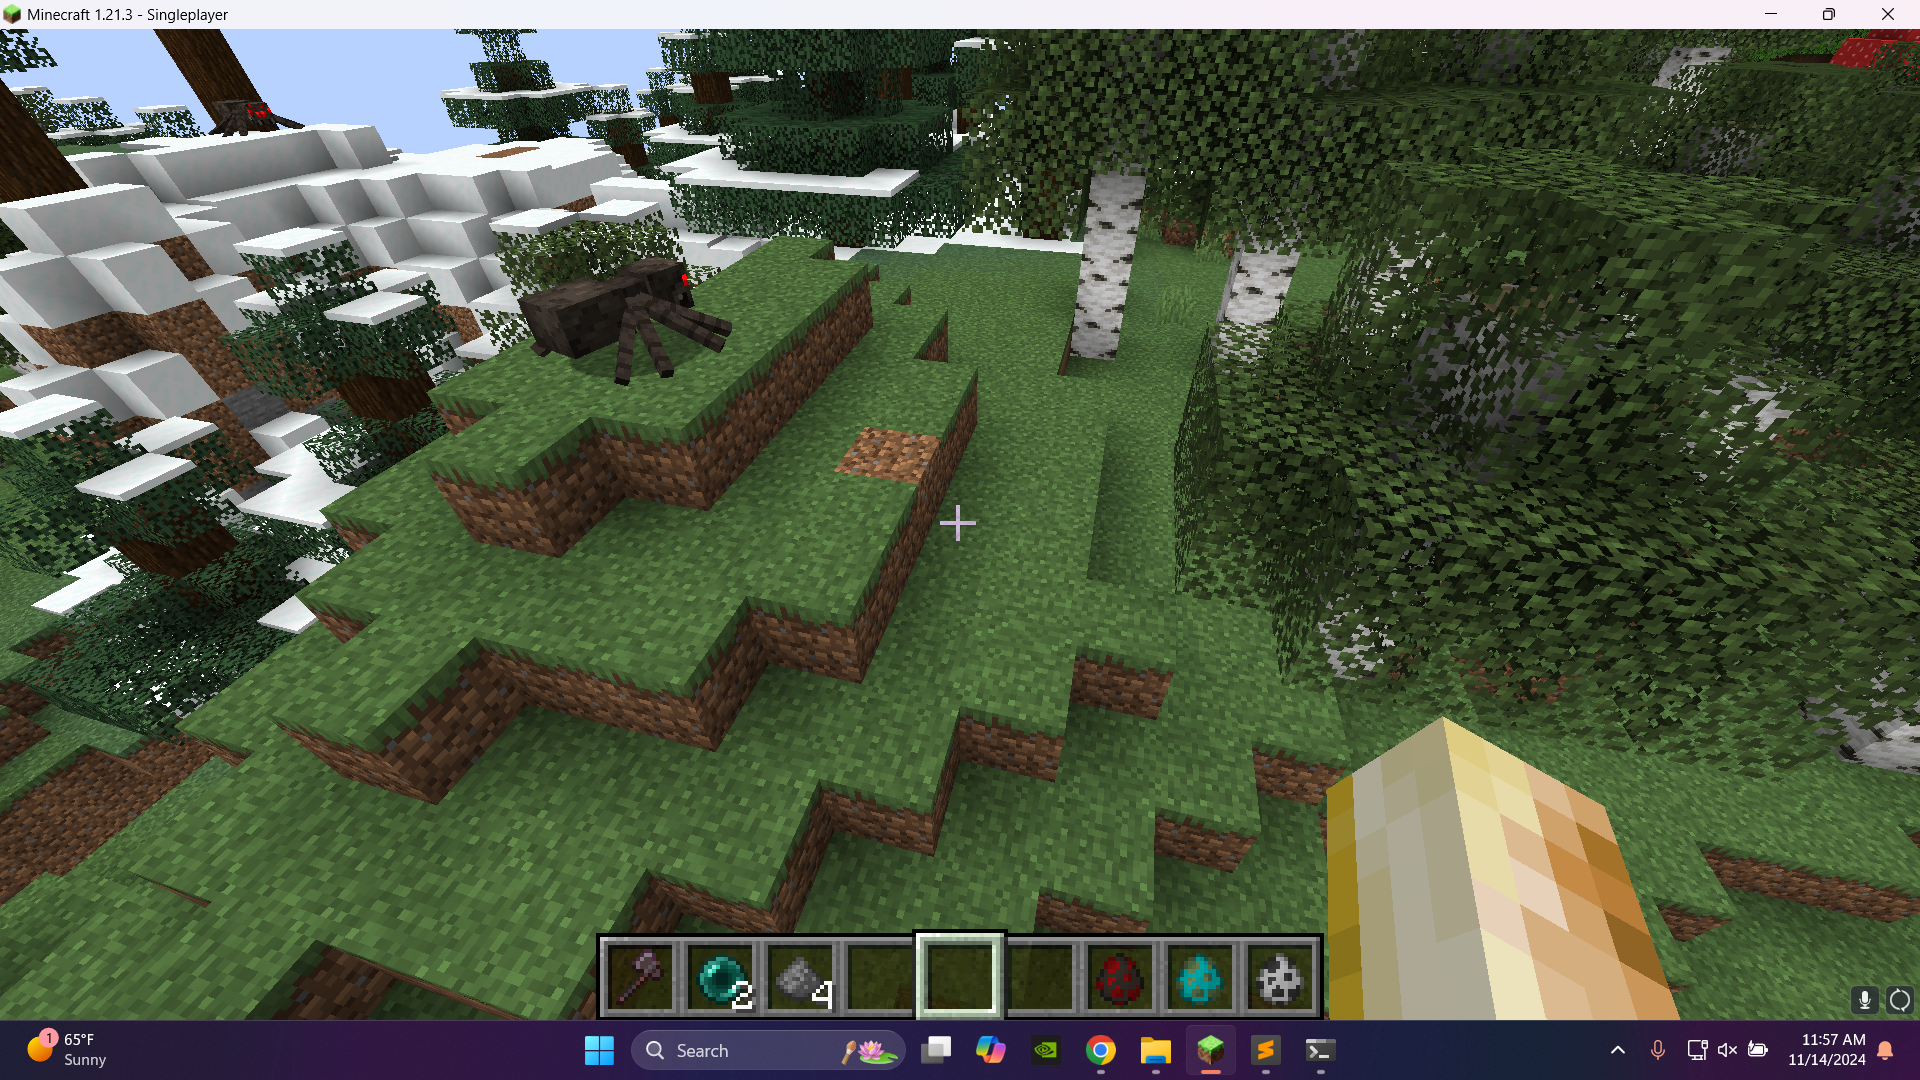 Minecraft 1.21.3 - Singleplayer
2
4
1
65°F
Sunny
Search
11:57 AM
11/14/2024